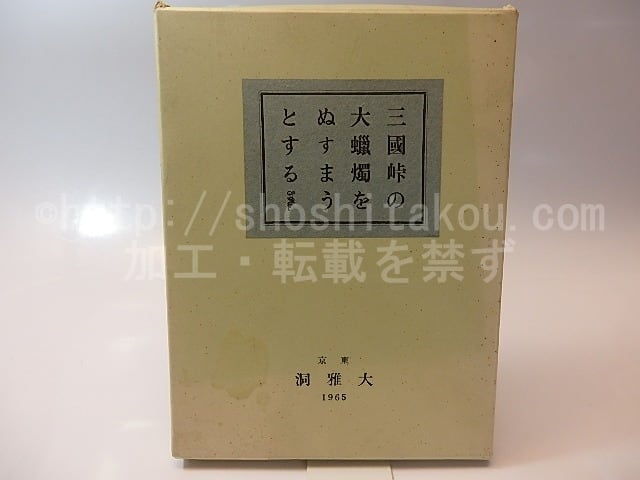 三國峠の
大蠟燭を
ぬすまう
とする
京東
洞雅大
1965
©http://shoshitakou.com
加工・転載を禁ず